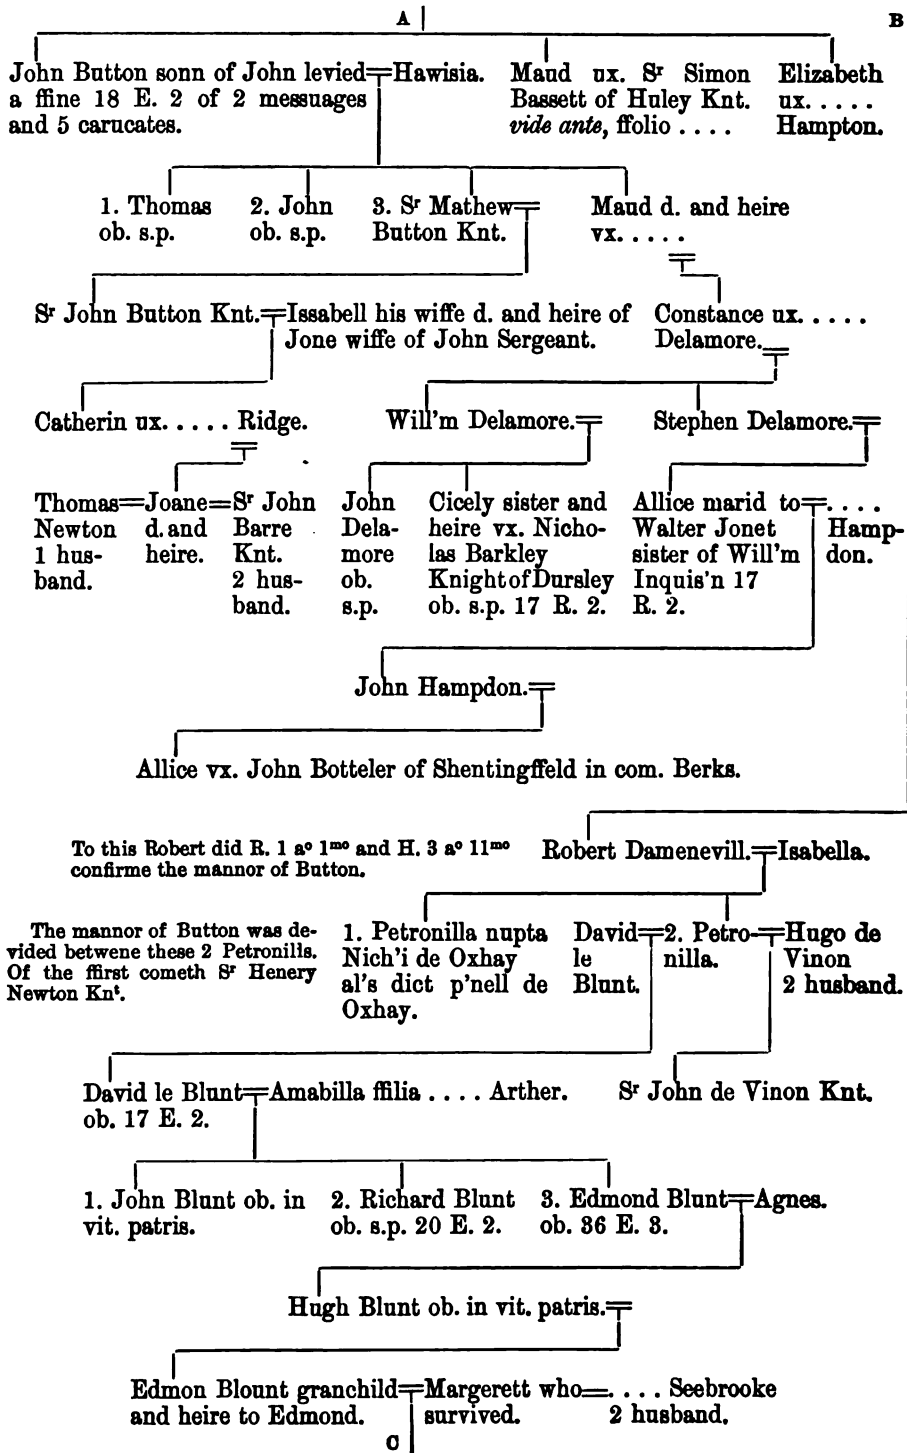 A B
John Button sonn of John levied Hawisia. Maud ux. Sr Simon Elizabeth
a ffine 18 E. 2 of 2 messuages Bassett of Huley Knt. ux.....
and 5 carucates. vide ante, ffolio .... Hampton.
1. Thomas 2. John 3. Sr Mathew Maud d. and heire
ob. s.p. ob. s.p. Button Knt. vx.....
Sr John Button Knt. Issabell his wiffe d. and heire of Constance ux.....
Jone wiffe of John Sergeant. Delamore.
Catherin ux..... Ridge. Will'm Delamore. Stephen Delamore.
Thomas Joane Sr John John Cicely sister and Allice marid to ....
Newton d. and Barre Dela- heire vx. Nicho- Walter Jonet Hamp-
1 hus- heire. Knt. more las Barkley sister of Will'm don.
band. 2 hus- ob. Knight of Dursley Inquis'n 17
band. s.p. ob. s.p. 17 R. 2. R. 2.
John Hampdon.
Allice vx. John Botteler of Shentingffeld in com. Berks.
To this Robert did R. 1 ao 1mo and H. 3 ao 11mo Robert Damenevill. Isabella.
confirme the mannor of Button.
The mannor of Button was de- 1. Petronilla nupta David 2. Petro- Hugo de
vided betwene these 2 Petronills. Nich'i de Oxhay le nilla. Vinon
Of the ffirst cometh Sr Henery al's dict p'nell de Blunt. 2 husband.
Newton Knt. Oxhay.
David le Blunt Amabilla ffilia .... Arther. Sr John de Vinon Knt.
ob. 17 E. 2.
1. John Blunt ob. in 2. Richard Blunt 3. Edmond Blunt Agnes.
vit. patris. ob. s.p. 20 E. 2. ob. 36 E. 3.
Hugh Blunt ob. in vit. patris.
Edmon Blount granchild Margerett who .... Seebrooke
and heire to Edmond. survived. 2 husband.
C